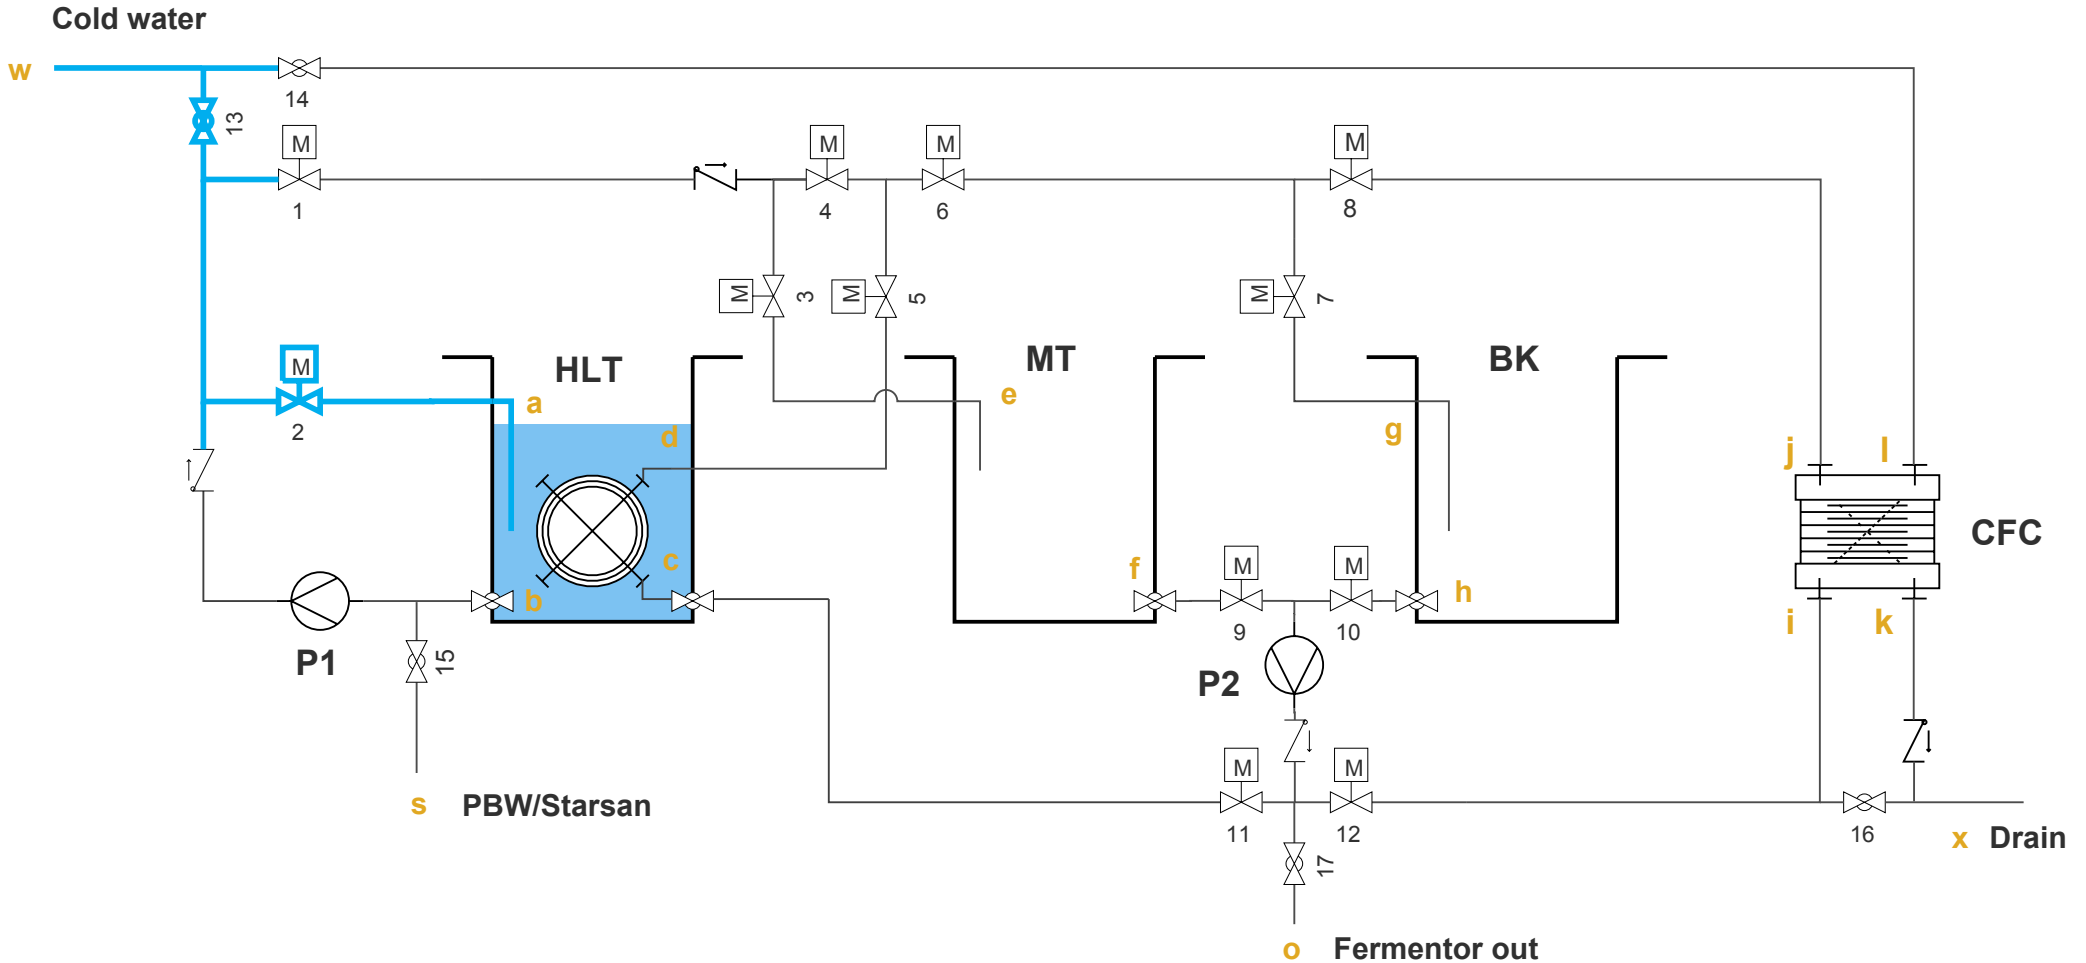 Cold water
w
14
13
M
M
M
M
1
4
6
8
M
3
M
5
M
7
M
2
HLT
MT
BK
a
d
e
g
j
l
CFC
c
b
f
M
M
h
9
10
i
k
P1
15
P2
s
PBW/Starsan
M
M
11
12
16
17
x
Drain
o
Fermentor out